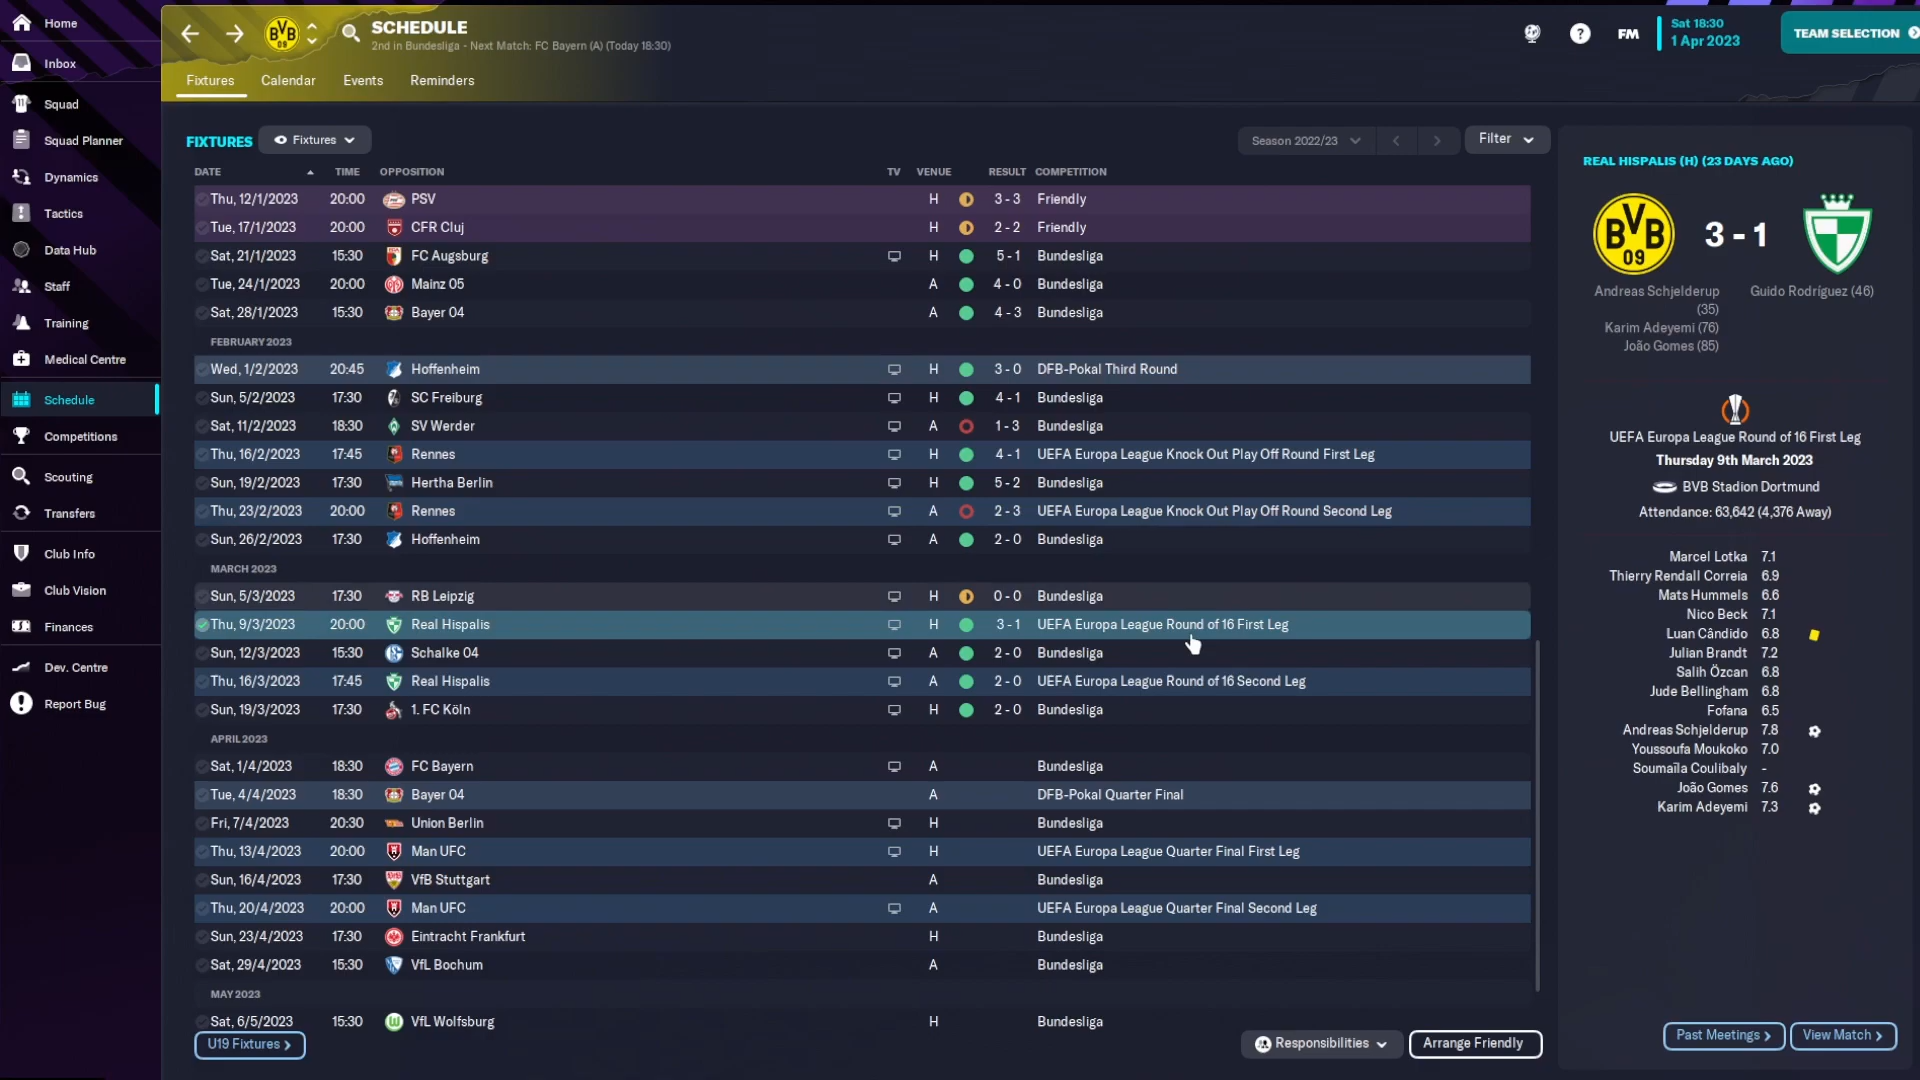 Home
Inbox
Squad
Squad Planner
Dynamics
Tactics
Data Hub
Staff
Training
Medical Centre
Schedule
Competitions
Scouting
Transfers
Club Info
Club Vision
Finances
Dev. Centre
Report Bug
BVB 09
SCHEDULE
2nd in Bundesliga - Next Match: FC Bayern (A) (Today 18:30)
FM
Sat 18:30
1 Apr 2023
TEAM SELECTION
Fixtures Calendar Events Reminders
FIXTURES Fixtures Season 2022/23 Filter
DATE TIME OPPOSITION TV VENUE RESULT COMPETITION
Thu, 12/1/2023 20:00 PSV H 3 - 3 Friendly
Tue, 17/1/2023 20:00 CFR Cluj H 2 - 2 Friendly
Sat, 21/1/2023 15:30 FC Augsburg H 5 - 1 Bundesliga
Tue, 24/1/2023 20:00 Mainz 05 A 4 - 0 Bundesliga
Sat, 28/1/2023 15:30 Bayer 04 A 4 - 3 Bundesliga
FEBRUARY 2023
Wed, 1/2/2023 20:45 Hoffenheim H 3 - 0 DFB-Pokal Third Round
Sun, 5/2/2023 17:30 SC Freiburg H 4 - 1 Bundesliga
Sat, 11/2/2023 18:30 SV Werder A 1 - 3 Bundesliga
Thu, 16/2/2023 17:45 Rennes H 4 - 1 UEFA Europa League Knock Out Play Off Round First Leg
Sun, 19/2/2023 17:30 Hertha Berlin H 5 - 2 Bundesliga
Thu, 23/2/2023 20:00 Rennes A 2 - 3 UEFA Europa League Knock Out Play Off Round Second Leg
Sun, 26/2/2023 17:30 Hoffenheim A 2 - 0 Bundesliga
MARCH 2023
Sun, 5/3/2023 17:30 RB Leipzig H 0 - 0 Bundesliga
Thu, 9/3/2023 20:00 Real Hispalis H 3 - 1 UEFA Europa League Round of 16 First Leg
Sun, 12/3/2023 15:30 Schalke 04 A 2 - 0 Bundesliga
Thu, 16/3/2023 17:45 Real Hispalis A 2 - 0 UEFA Europa League Round of 16 Second Leg
Sun, 19/3/2023 17:30 1. FC Köln H 2 - 0 Bundesliga
APRIL 2023
Sat, 1/4/2023 18:30 FC Bayern A Bundesliga
Tue, 4/4/2023 18:30 Bayer 04 A DFB-Pokal Quarter Final
Fri, 7/4/2023 20:30 Union Berlin H Bundesliga
Thu, 13/4/2023 20:00 Man UFC H UEFA Europa League Quarter Final First Leg
Sun, 16/4/2023 17:30 VfB Stuttgart A Bundesliga
Thu, 20/4/2023 20:00 Man UFC A UEFA Europa League Quarter Final Second Leg
Sun, 23/4/2023 17:30 Eintracht Frankfurt H Bundesliga
Sat, 29/4/2023 15:30 VfL Bochum A Bundesliga
MAY 2023
Sat, 6/5/2023 15:30 VfL Wolfsburg H Bundesliga
U19 Fixtures
Responsibilities
Arrange Friendly
REAL HISPALIS (H) (23 DAYS AGO)
BVB 09 3 - 1
Andreas Schjelderup (35)
Karim Adeyemi (76)
João Gomes (85)
Guido Rodríguez (46)
UEFA Europa League Round of 16 First Leg
Thursday 9th March 2023
BVB Stadion Dortmund
Attendance: 63,642 (4,376 Away)
Marcel Lotka 7.1
Thierry Rendall Correia 6.9
Mats Hummels 6.6
Nico Beck 7.1
Luan Cândido 6.8
Julian Brandt 7.2
Salih Özcan 6.8
Jude Bellingham 6.8
Fofana 6.5
Andreas Schjelderup 7.8
Youssoufa Moukoko 7.0
Soumaïla Coulibaly -
João Gomes 7.6
Karim Adeyemi 7.3
Past Meetings
View Match